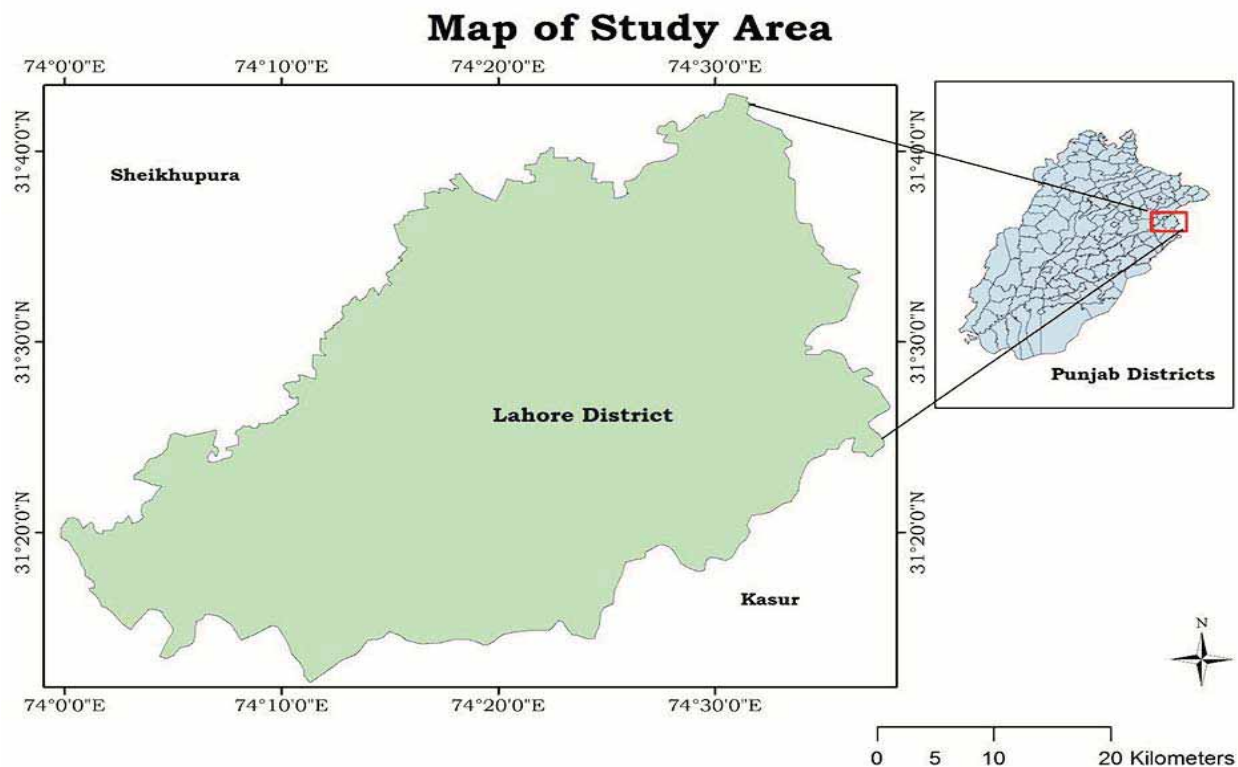 Map of Study Area
74°0'0"E 74°10'0"E 74°20'0"E 74°30'0"E
31°40'0"N 31°40'0"N
Sheikhupura
31°30'0"N 31°30'0"N
Punjab Districts
Lahore District
31°20'0"N 31°20'0"N
Kasur
N
74°0'0"E 74°10'0"E 74°20'0"E 74°30'0"E
0 5 10 20 Kilometers